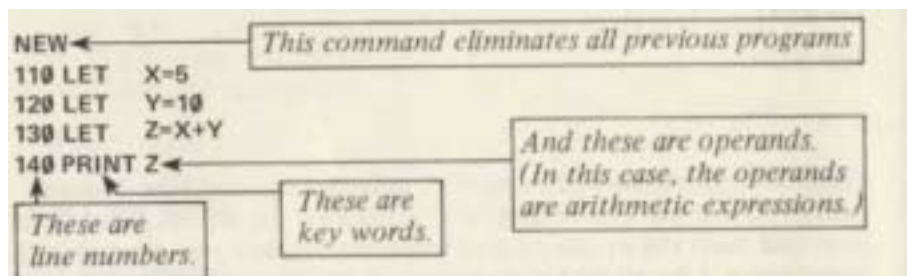 NEW
This command eliminates all previous programs
110 LET X=5
120 LET Y=10
130 LET Z=X+Y
140 PRINT Z
And these are operands.
(In this case, the operands
are arithmetic expressions.)
These are
key words.
These are
line numbers.